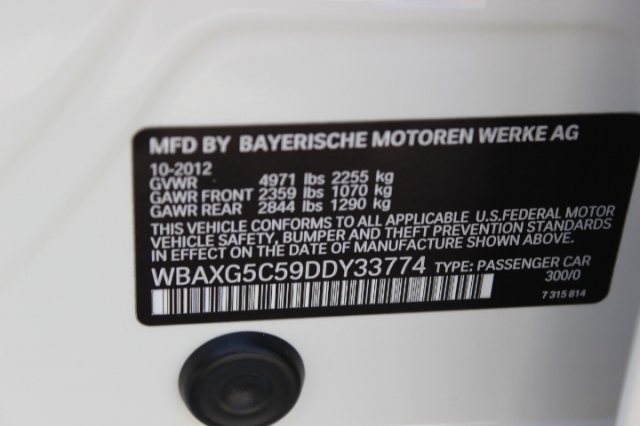 MFD BY BAYERISCHE MOTOREN WERKE AG
10-2012
GVWR 4971 lbs 2255 kg
GAWR FRONT 2359 lbs 1070 kg
GAWR REAR 2844 lbs 1290 kg
THIS VEHICLE CONFORMS TO ALL APPLICABLE U.S.FEDERAL MOTOR
VEHICLE SAFETY, BUMPER AND THEFT PREVENTION STANDARDS
IN EFFECT ON THE DATE OF MANUFACTURE SHOWN ABOVE.
WBAXG5C59DDY33774 TYPE: PASSENGER CAR
300/0
7 315 814